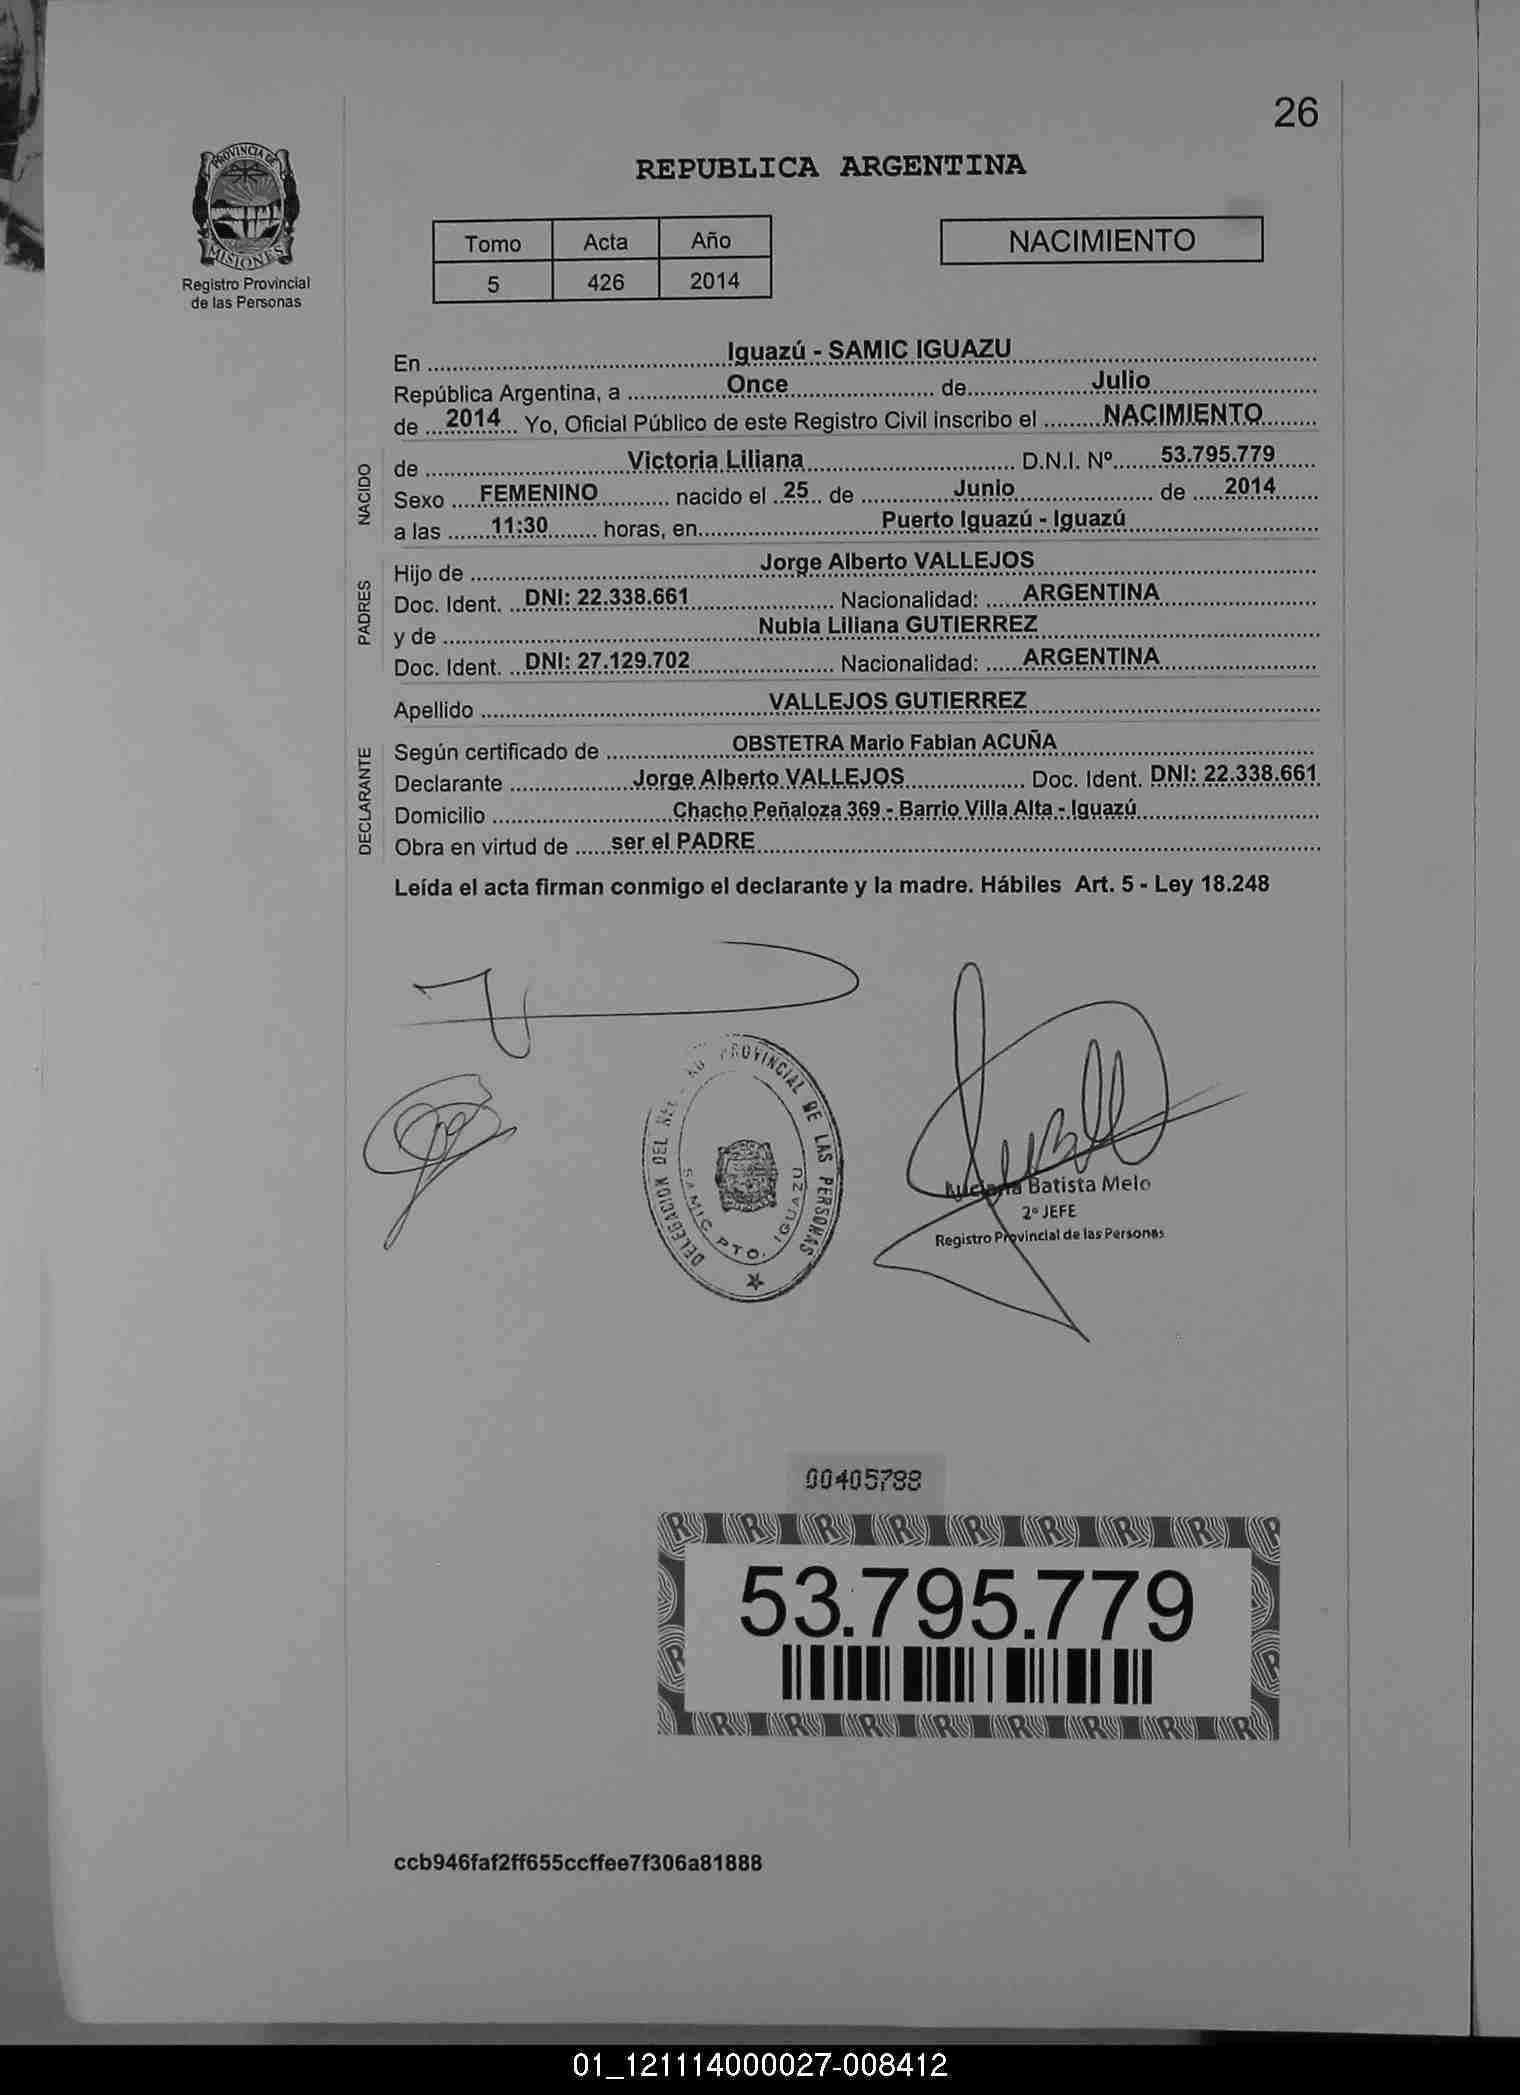 26
PROVINCIA DE
MISIONES
Registro Provincial
de las Personas
REPUBLICA ARGENTINA
Tomo Acta Año
5 426 2014
NACIMIENTO
En Iguazú - SAMIC IGUAZU
República Argentina, a Once de Julio
de 2014 Yo, Oficial Público de este Registro Civil inscribo el NACIMIENTO
NACIDO
de Victoria Liliana D.N.I. Nº 53.795.779
Sexo FEMENINO nacido el 25 de Junio de 2014
a las 11:30 horas, en Puerto Iguazú - Iguazú
PADRES
Hijo de Jorge Alberto VALLEJOS
Doc. Ident. DNI: 22.338.661 Nacionalidad: ARGENTINA
y de Nubia Liliana GUTIERREZ
Doc. Ident. DNI: 27.129.702 Nacionalidad: ARGENTINA
Apellido VALLEJOS GUTIERREZ
DECLARANTE
Según certificado de OBSTETRA Mario Fabian ACUÑA
Declarante Jorge Alberto VALLEJOS Doc. Ident. DNI: 22.338.661
Domicilio Chacho Peñaloza 369 - Barrio Villa Alta - Iguazú
Obra en virtud de ser el PADRE
Leída el acta firman conmigo el declarante y la madre. Hábiles Art. 5 - Ley 18.248
DELEGACION DEL PROVINCIAL DE LAS PERSONAS
SAMIC PTO. IGUAZU
Luciana Batista Melo
2º JEFE
Registro Provincial de las Personas
00405788
53.795.779
ccb946faf2ff655ccffee7f306a81888
01_121114000027-008412